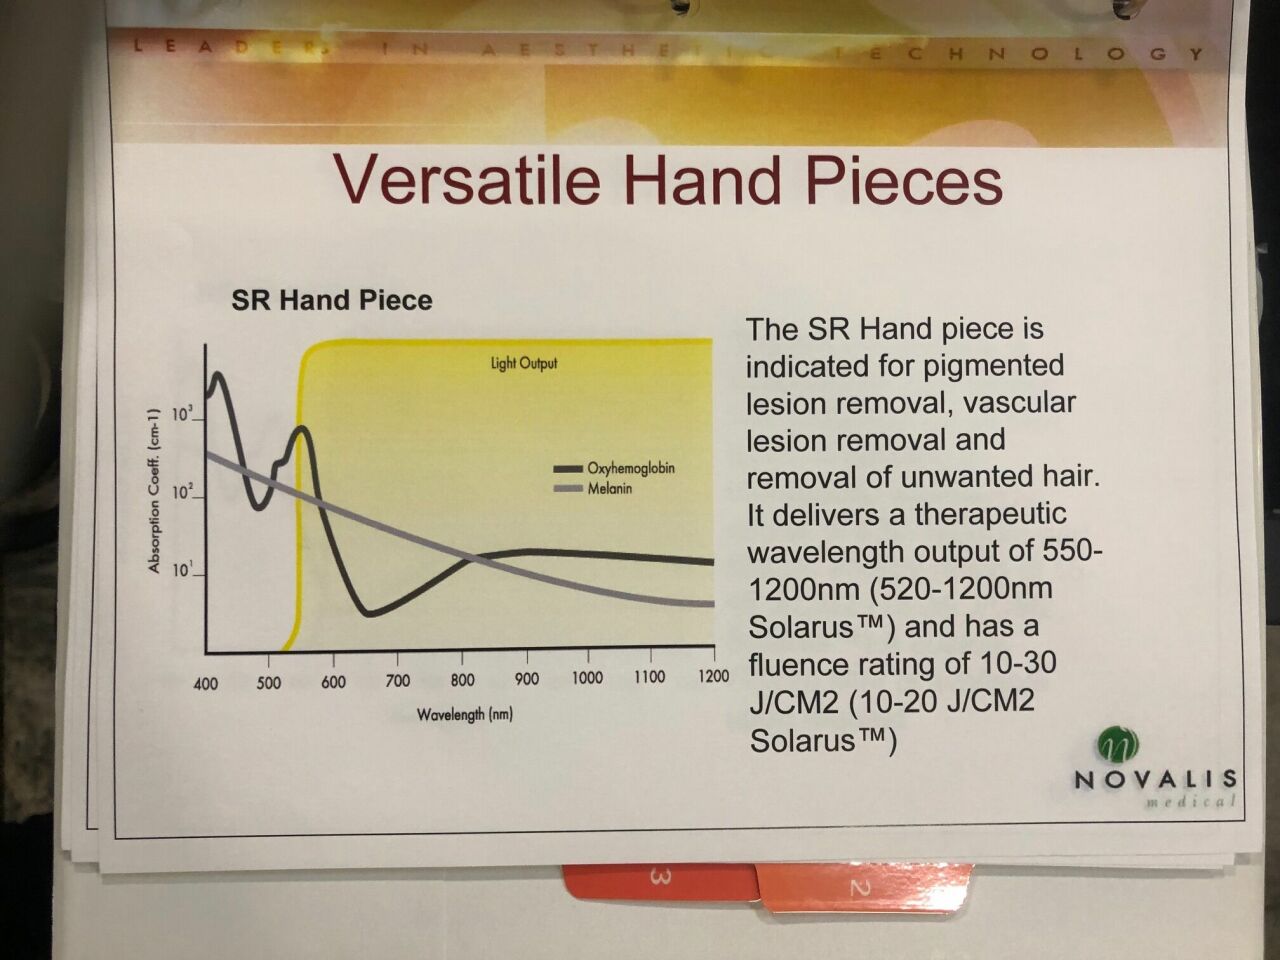 LEADERS IN AESTHETIC TECHNOLOGY
Versatile Hand Pieces
SR Hand Piece
Light Output
Absorption Coeff. (cm-1)
10³
10²
10¹
Oxyhemoglobin
Melanin
400 500 600 700 800 900 1000 1100 1200
Wavelength (nm)
The SR Hand piece is
indicated for pigmented
lesion removal, vascular
lesion removal and
removal of unwanted hair.
It delivers a therapeutic
wavelength output of 550-
1200nm (520-1200nm
Solarus™) and has a
fluence rating of 10-30
J/CM2 (10-20 J/CM2
Solarus™)
n
NOVALIS
medical
3
2